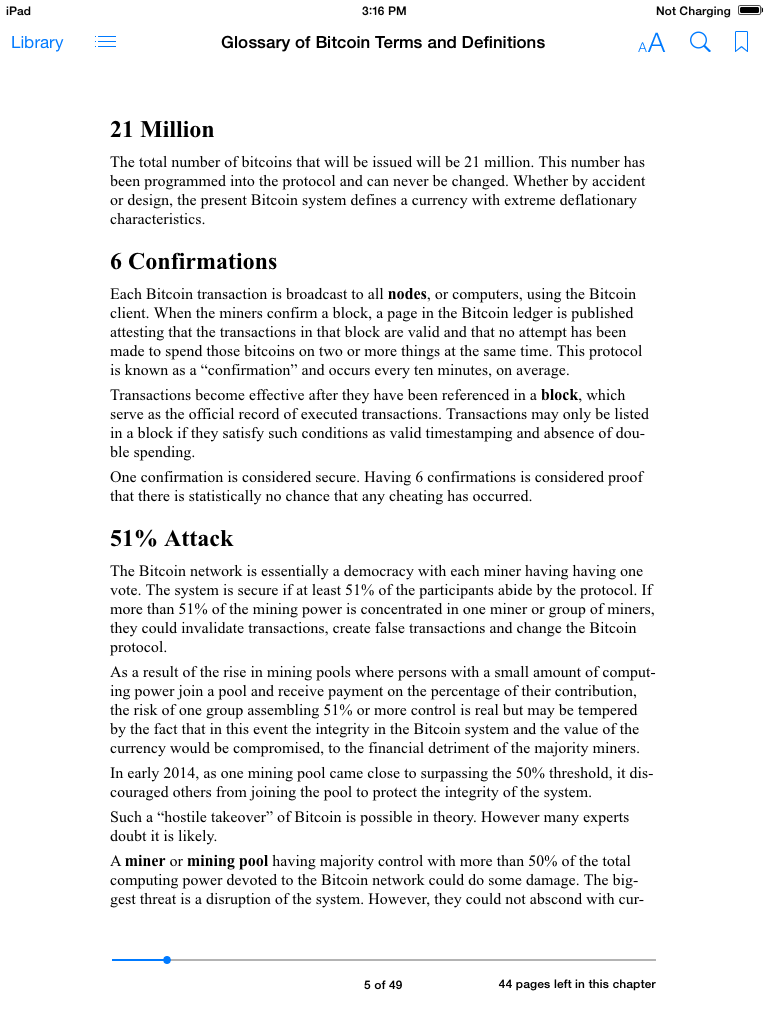 iPad 3:16 PM Not Charging
Library Glossary of Bitcoin Terms and Definitions AA
21 Million
The total number of bitcoins that will be issued will be 21 million. This number has
been programmed into the protocol and can never be changed. Whether by accident
or design, the present Bitcoin system defines a currency with extreme deflationary
characteristics.
6 Confirmations
Each Bitcoin transaction is broadcast to all nodes, or computers, using the Bitcoin
client. When the miners confirm a block, a page in the Bitcoin ledger is published
attesting that the transactions in that block are valid and that no attempt has been
made to spend those bitcoins on two or more things at the same time. This protocol
is known as a “confirmation” and occurs every ten minutes, on average.
Transactions become effective after they have been referenced in a block, which
serve as the official record of executed transactions. Transactions may only be listed
in a block if they satisfy such conditions as valid timestamping and absence of dou-
ble spending.
One confirmation is considered secure. Having 6 confirmations is considered proof
that there is statistically no chance that any cheating has occurred.
51% Attack
The Bitcoin network is essentially a democracy with each miner having having one
vote. The system is secure if at least 51% of the participants abide by the protocol. If
more than 51% of the mining power is concentrated in one miner or group of miners,
they could invalidate transactions, create false transactions and change the Bitcoin
protocol.
As a result of the rise in mining pools where persons with a small amount of comput-
ing power join a pool and receive payment on the percentage of their contribution,
the risk of one group assembling 51% or more control is real but may be tempered
by the fact that in this event the integrity in the Bitcoin system and the value of the
currency would be compromised, to the financial detriment of the majority miners.
In early 2014, as one mining pool came close to surpassing the 50% threshold, it dis-
couraged others from joining the pool to protect the integrity of the system.
Such a “hostile takeover” of Bitcoin is possible in theory. However many experts
doubt it is likely.
A miner or mining pool having majority control with more than 50% of the total
computing power devoted to the Bitcoin network could do some damage. The big-
gest threat is a disruption of the system. However, they could not abscond with cur-
5 of 49 44 pages left in this chapter